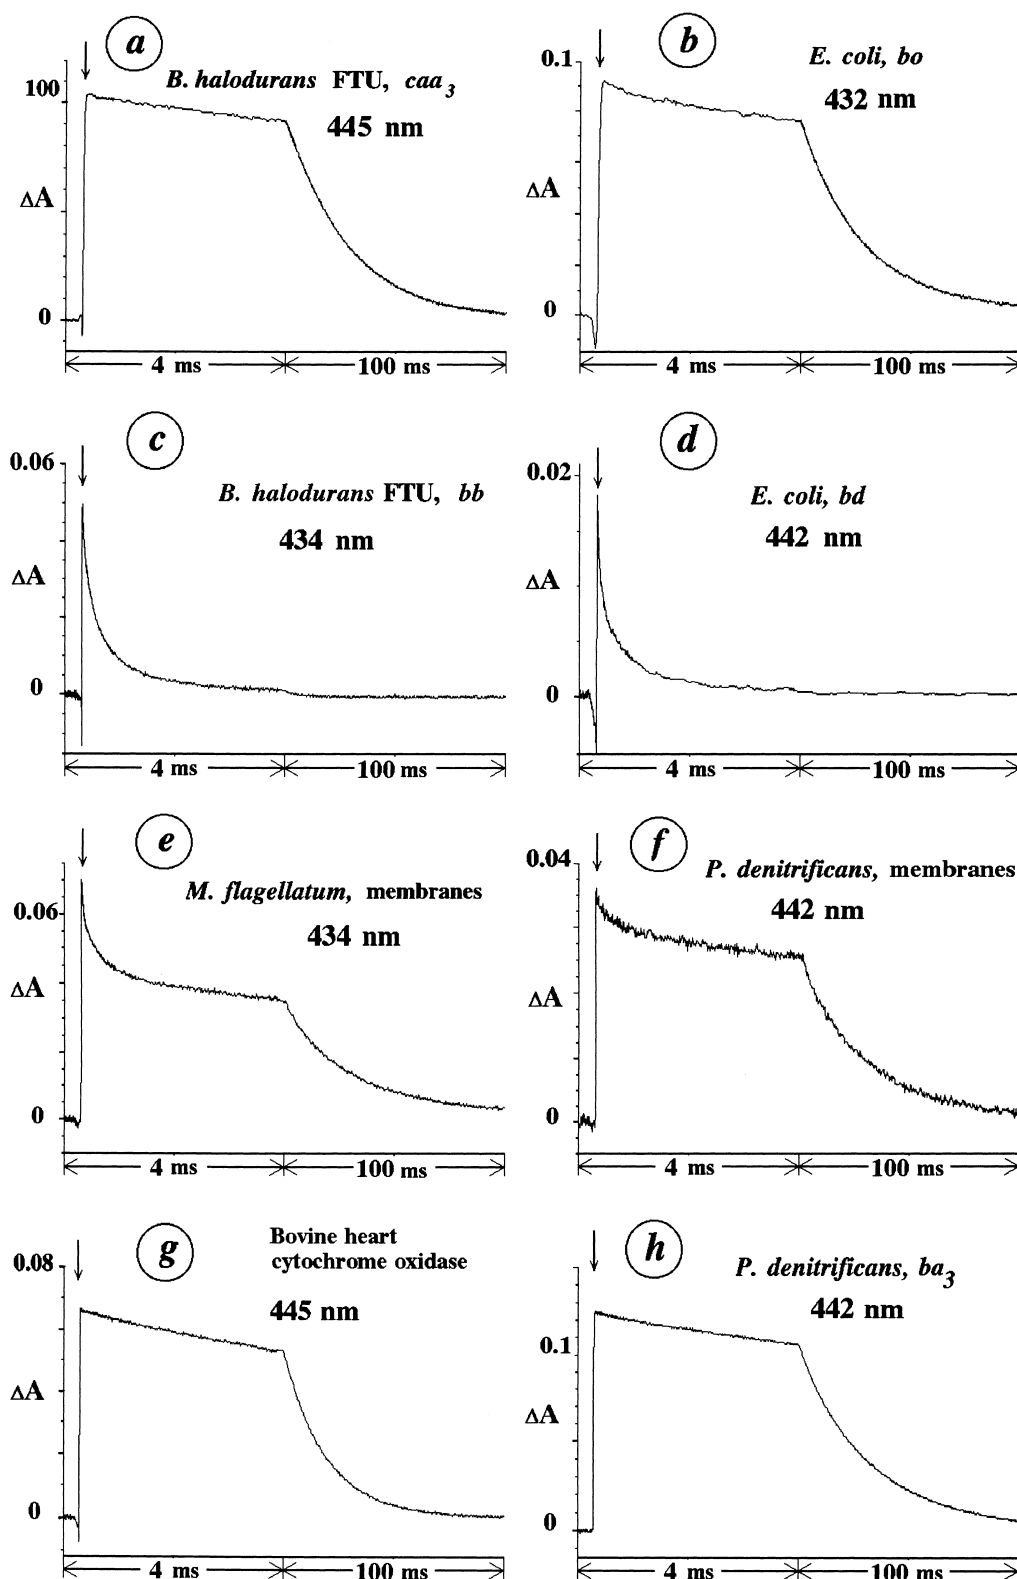 a
B. halodurans FTU, caa3
445 nm
100
ΔA
0
4 ms
100 ms
b
E. coli, bo
432 nm
0.1
ΔA
0
4 ms
100 ms
c
B. halodurans FTU, bb
434 nm
0.06
ΔA
0
4 ms
100 ms
d
E. coli, bd
442 nm
0.02
ΔA
0
4 ms
100 ms
e
M. flagellatum, membranes
434 nm
0.06
ΔA
0
4 ms
100 ms
f
P. denitrificans, membranes
442 nm
0.04
ΔA
0
4 ms
100 ms
g
Bovine heart
cytochrome oxidase
445 nm
0.08
ΔA
0
4 ms
100 ms
h
P. denitrificans, ba3
442 nm
0.1
ΔA
0
4 ms
100 ms